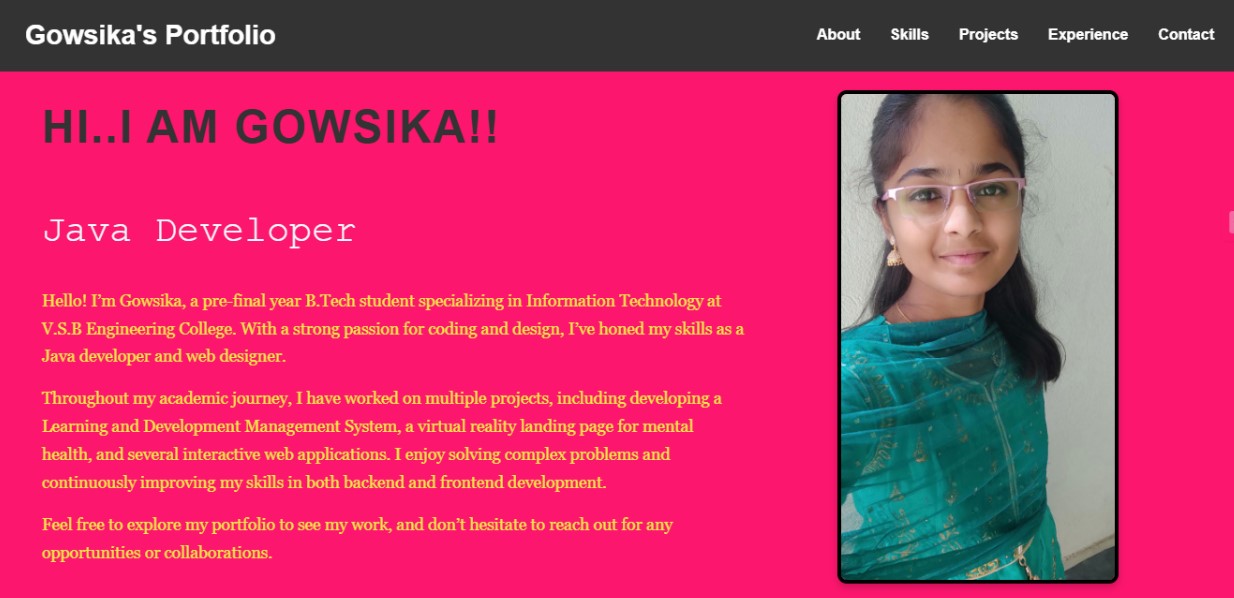 Gowsika's Portfolio
About Skills Projects Experience Contact
HI..I AM GOWSIKA!!
Java Developer
Hello! I’m Gowsika, a pre-final year B.Tech student specializing in Information Technology at
V.S.B Engineering College. With a strong passion for coding and design, I’ve honed my skills as a
Java developer and web designer.
Throughout my academic journey, I have worked on multiple projects, including developing a
Learning and Development Management System, a virtual reality landing page for mental
health, and several interactive web applications. I enjoy solving complex problems and
continuously improving my skills in both backend and frontend development.
Feel free to explore my portfolio to see my work, and don’t hesitate to reach out for any
opportunities or collaborations.